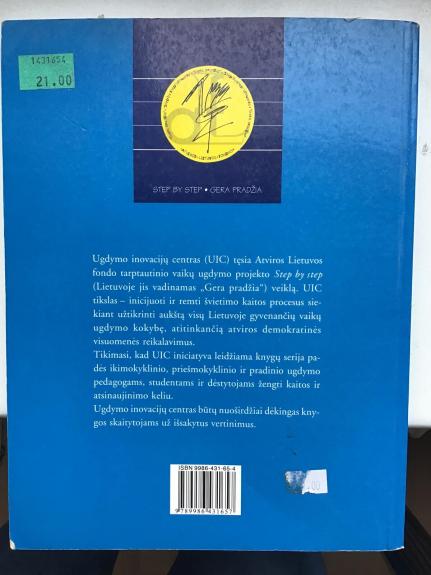 1431654
21.00
STEP BY STEP • GERA PRADŽIA
Ugdymo inovacijų centras (UIC) tęsia Atviros Lietuvos
fondo tarptautinio vaikų ugdymo projekto Step by step
(Lietuvoje jis vadinamas „Gera pradžia“) veiklą. UIC
tikslas – inicijuoti ir remti švietimo kaitos procesus sie-
kiant užtikrinti aukštą visų Lietuvoje gyvenančių vaikų
ugdymo kokybę, atitinkančią atviros demokratinės
visuomenės reikalavimus.
Tikimasi, kad UIC iniciatyva leidžiama knygų serija pa-
dės ikimokyklinio, priešmokyklinio ir pradinio ugdymo
pedagogams, studentams ir dėstytojams žengti kaitos ir
atsinaujinimo keliu.
Ugdymo inovacijų centras būtų nuoširdžiai dėkingas kny-
gos skaitytojams už išsakytus vertinimus.
ISBN 9986-431-65-4
9 789986 431657